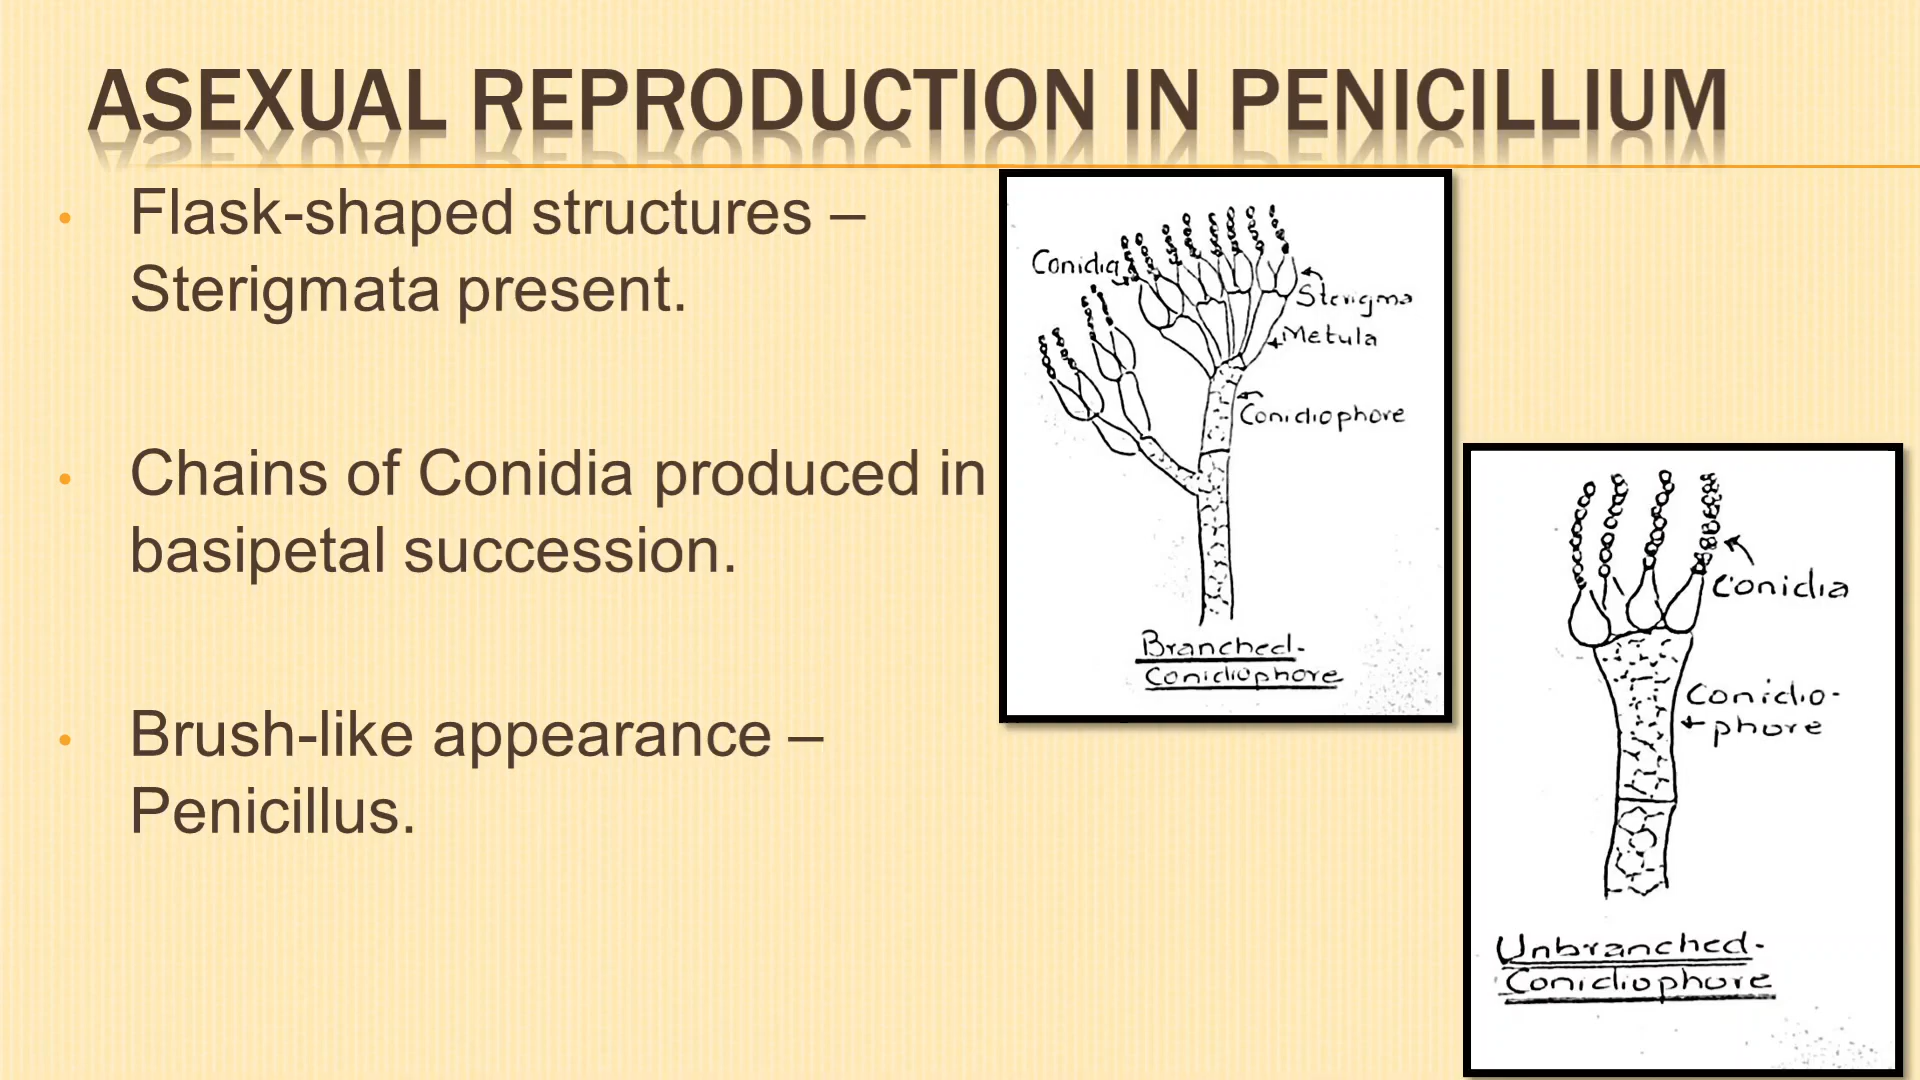 ASEXUAL REPRODUCTION IN PENICILLIUM
• Flask-shaped structures –
Sterigmata present.
• Chains of Conidia produced in
basipetal succession.
• Brush-like appearance –
Penicillus.
Conidia
Sterigma
Metula
Conidiophore
Branched-
Conidiophore
Conidia
Conidio-
phore
Unbranched-
Conidiophore